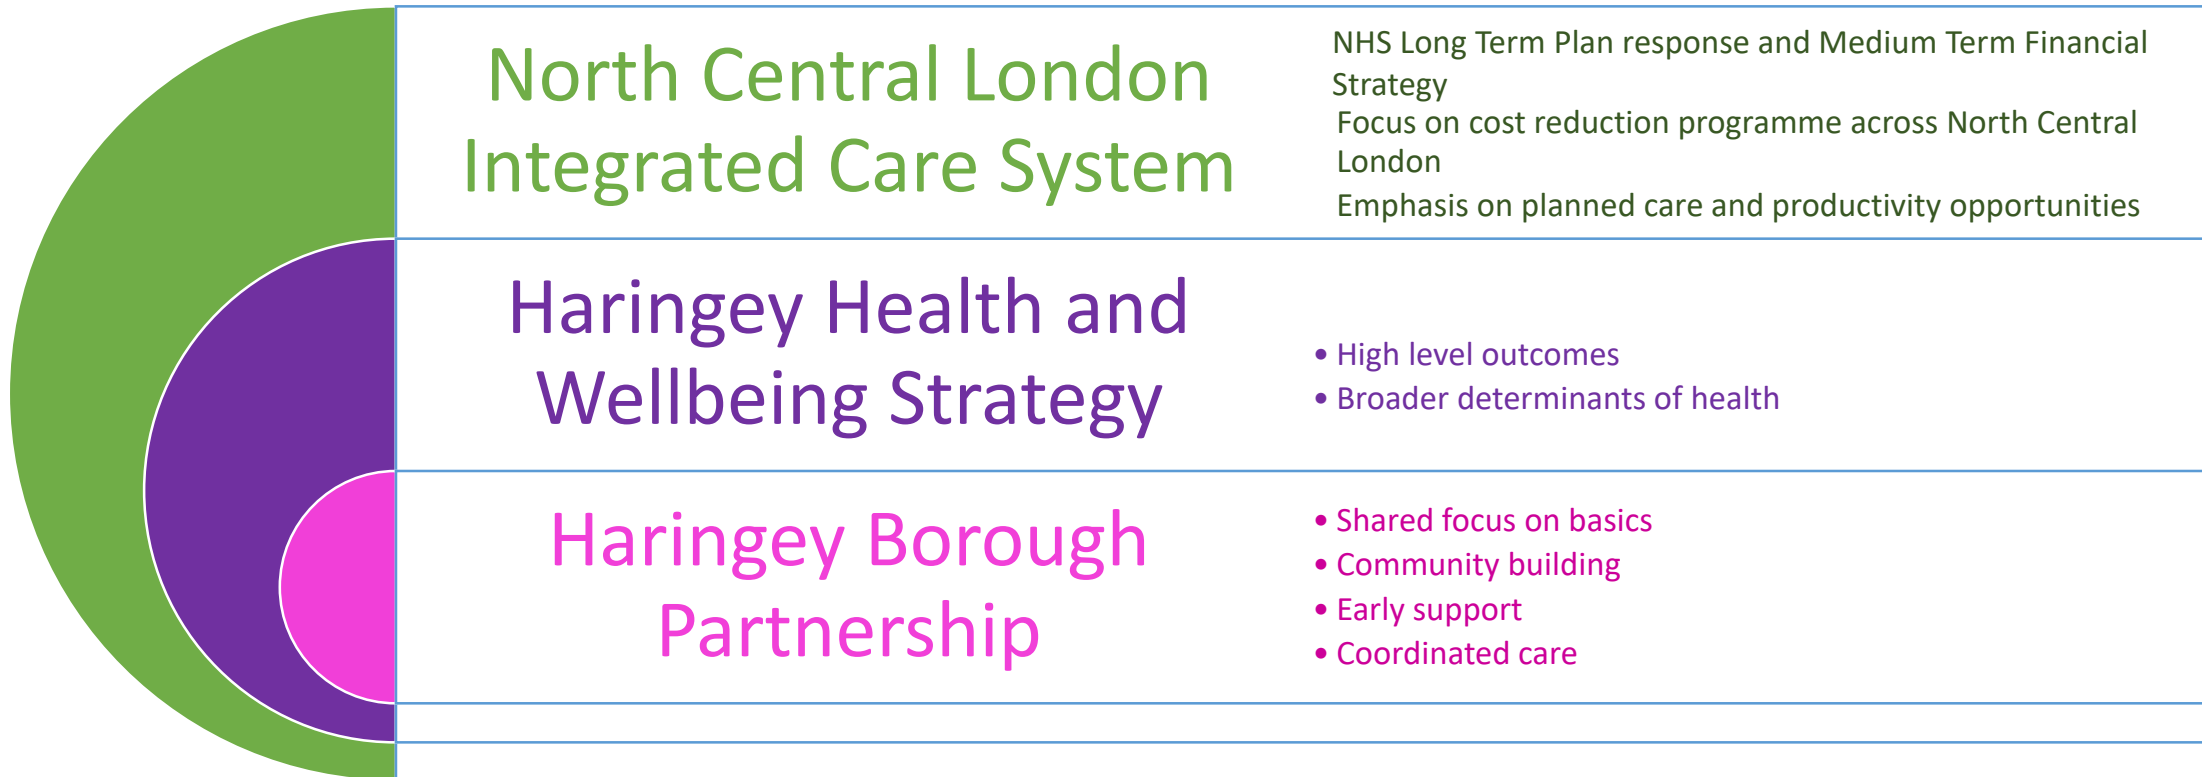 North Central London
Integrated Care System
NHS Long Term Plan response and Medium Term Financial
Strategy
Focus on cost reduction programme across North Central
London
Emphasis on planned care and productivity opportunities
Haringey Health and
Wellbeing Strategy
• High level outcomes
• Broader determinants of health
Haringey Borough
Partnership
• Shared focus on basics
• Community building
• Early support
• Coordinated care